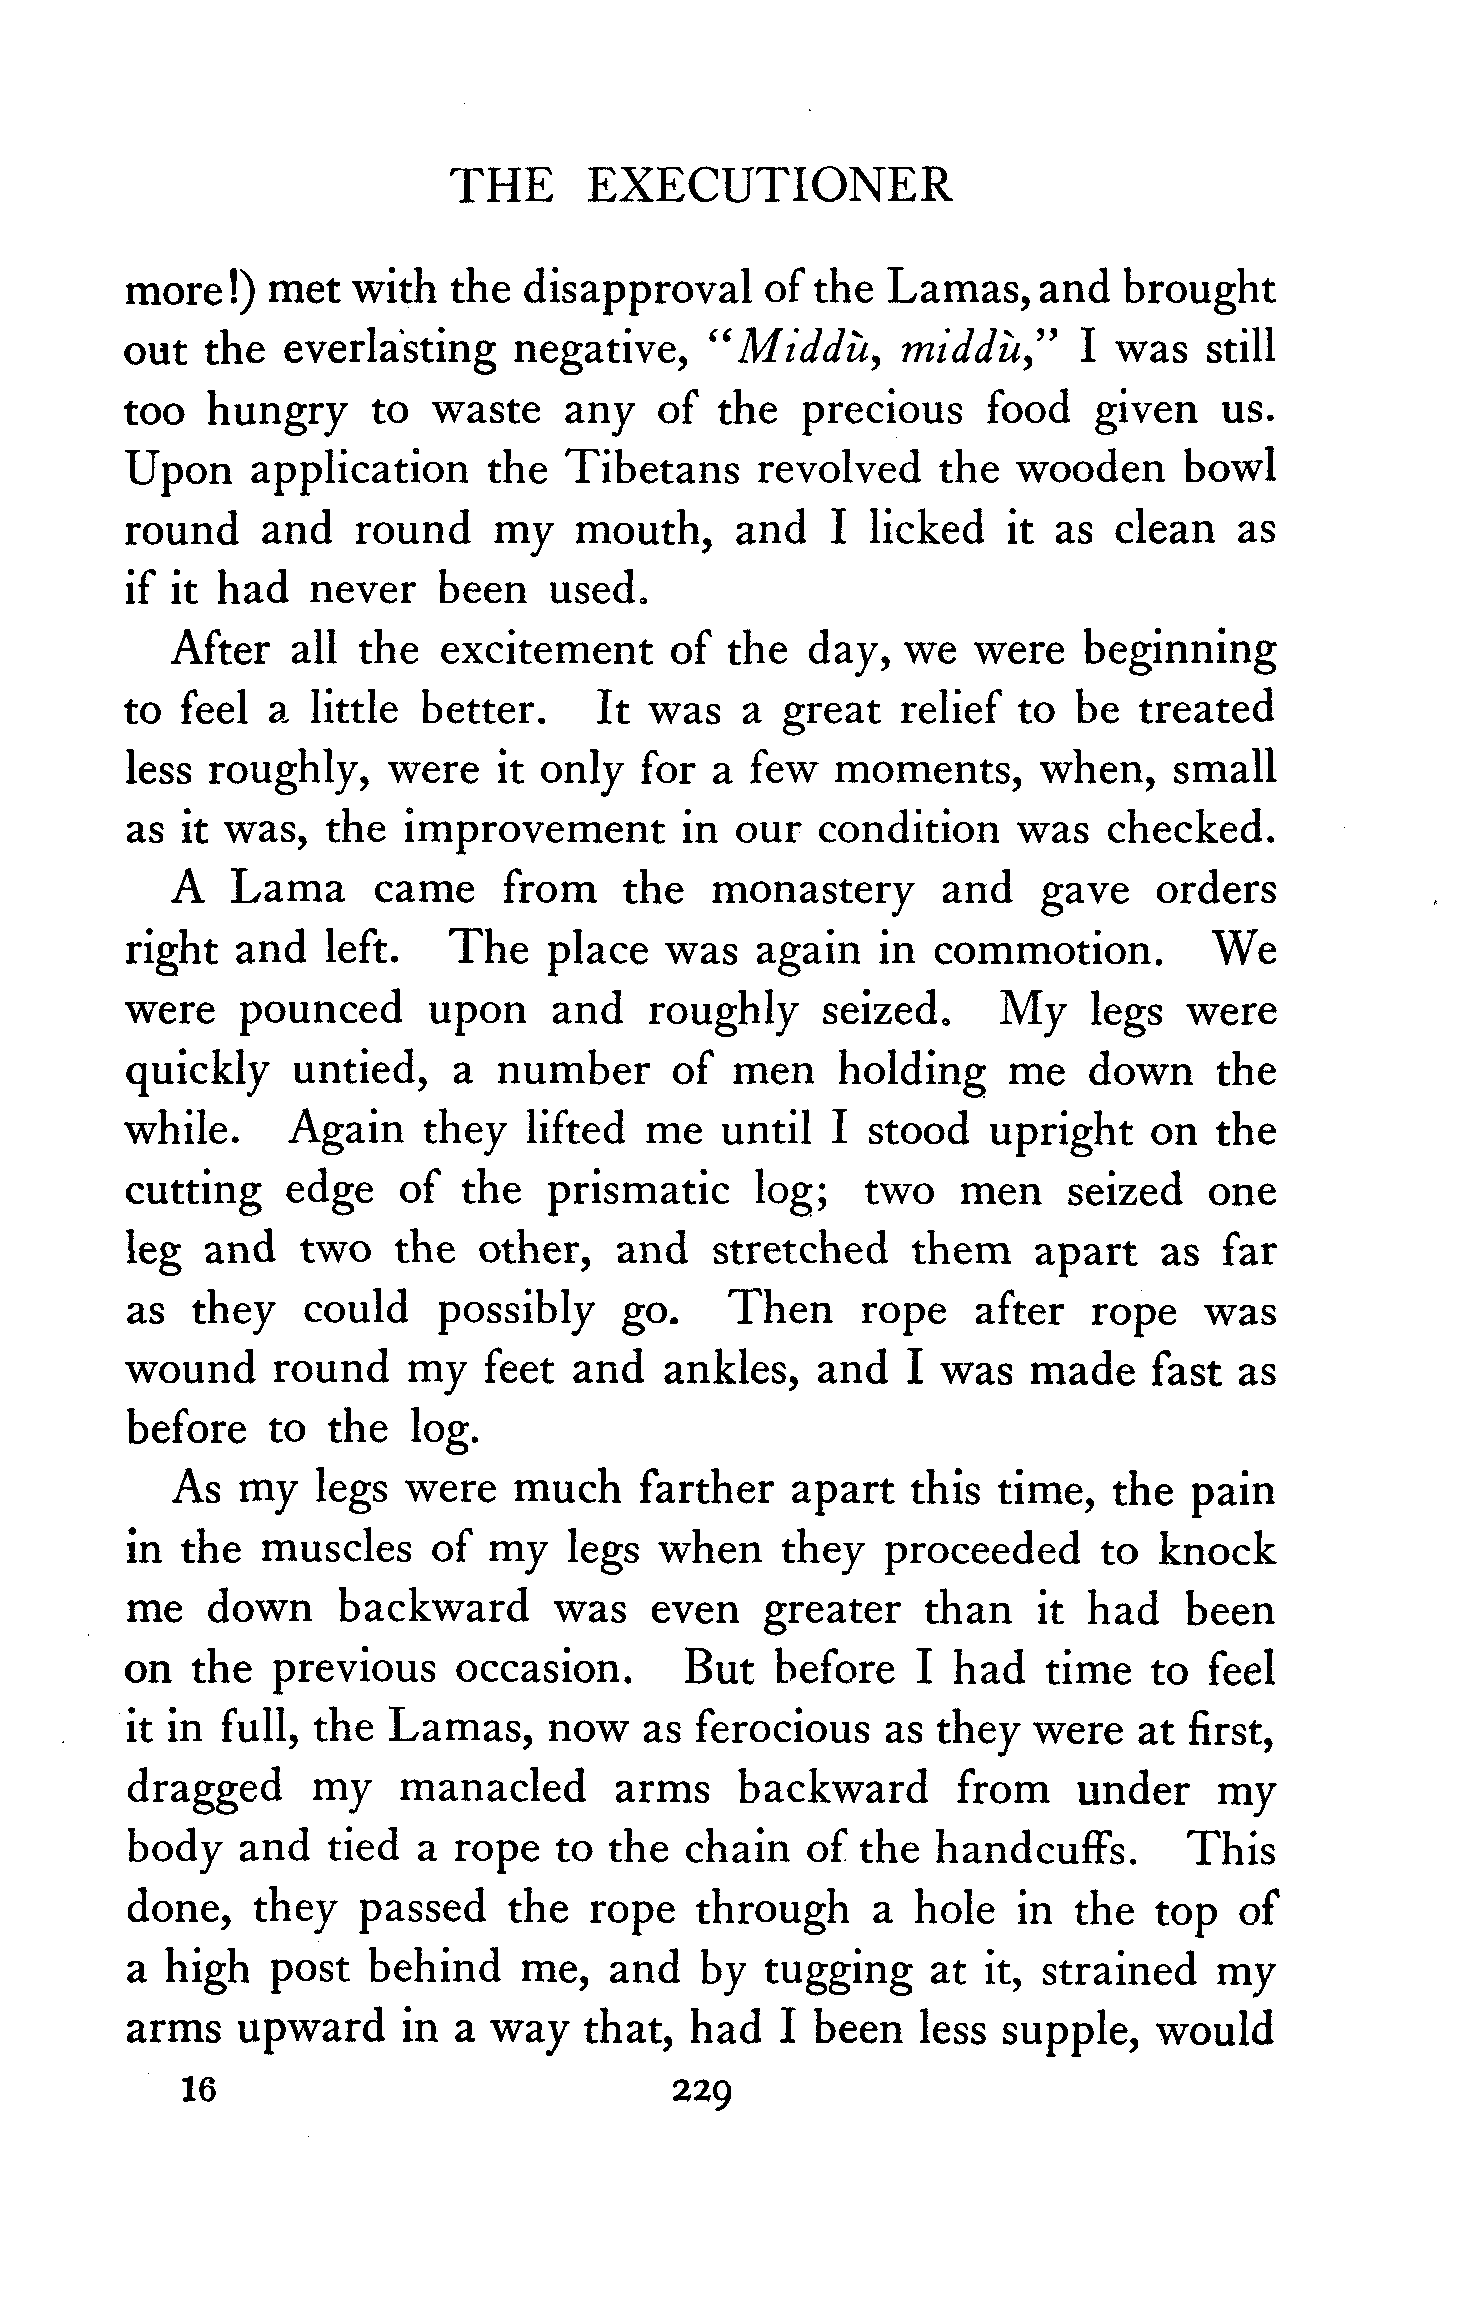 THE EXECUTIONER
more!) met with the disapproval of the Lamas, and brought
out the everlasting negative, "Middù, middù," I was still
too hungry to waste any of the precious food given us.
Upon application the Tibetans revolved the wooden bowl
round and round my mouth, and I licked it as clean as
if it had never been used.
After all the excitement of the day, we were beginning
to feel a little better. It was a great relief to be treated
less roughly, were it only for a few moments, when, small
as it was, the improvement in our condition was checked.
A Lama came from the monastery and gave orders
right and left. The place was again in commotion. We
were pounced upon and roughly seized. My legs were
quickly untied, a number of men holding me down the
while. Again they lifted me until I stood upright on the
cutting edge of the prismatic log; two men seized one
leg and two the other, and stretched them apart as far
as they could possibly go. Then rope after rope was
wound round my feet and ankles, and I was made fast as
before to the log.
As my legs were much farther apart this time, the pain
in the muscles of my legs when they proceeded to knock
me down backward was even greater than it had been
on the previous occasion. But before I had time to feel
it in full, the Lamas, now as ferocious as they were at first,
dragged my manacled arms backward from under my
body and tied a rope to the chain of the handcuffs. This
done, they passed the rope through a hole in the top of
a high post behind me, and by tugging at it, strained my
arms upward in a way that, had I been less supple, would
16 229